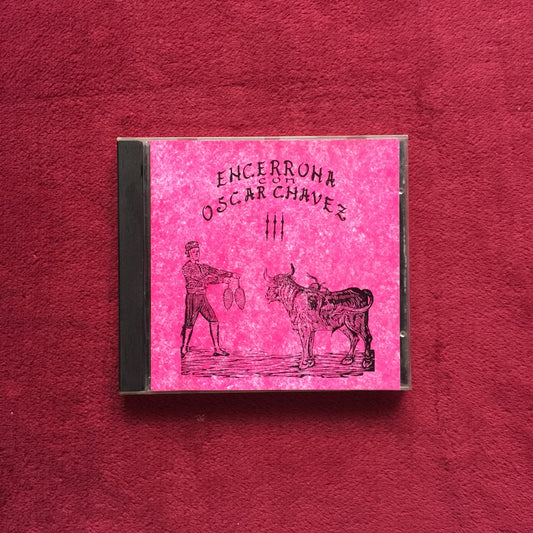 ENCERRONA
CON
OSCAR CHAVEZ
III